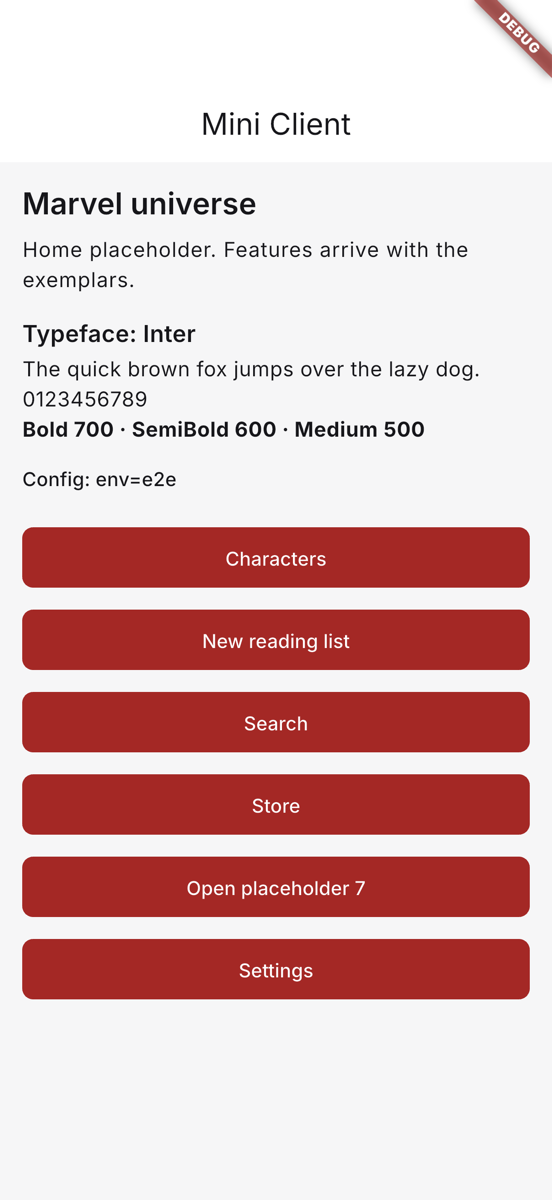 DEBUG
Mini Client
Marvel universe
Home placeholder. Features arrive with the
exemplars.
Typeface: Inter
The quick brown fox jumps over the lazy dog.
0123456789
Bold 700 · SemiBold 600 · Medium 500
Config: env=e2e
Characters
New reading list
Search
Store
Open placeholder 7
Settings